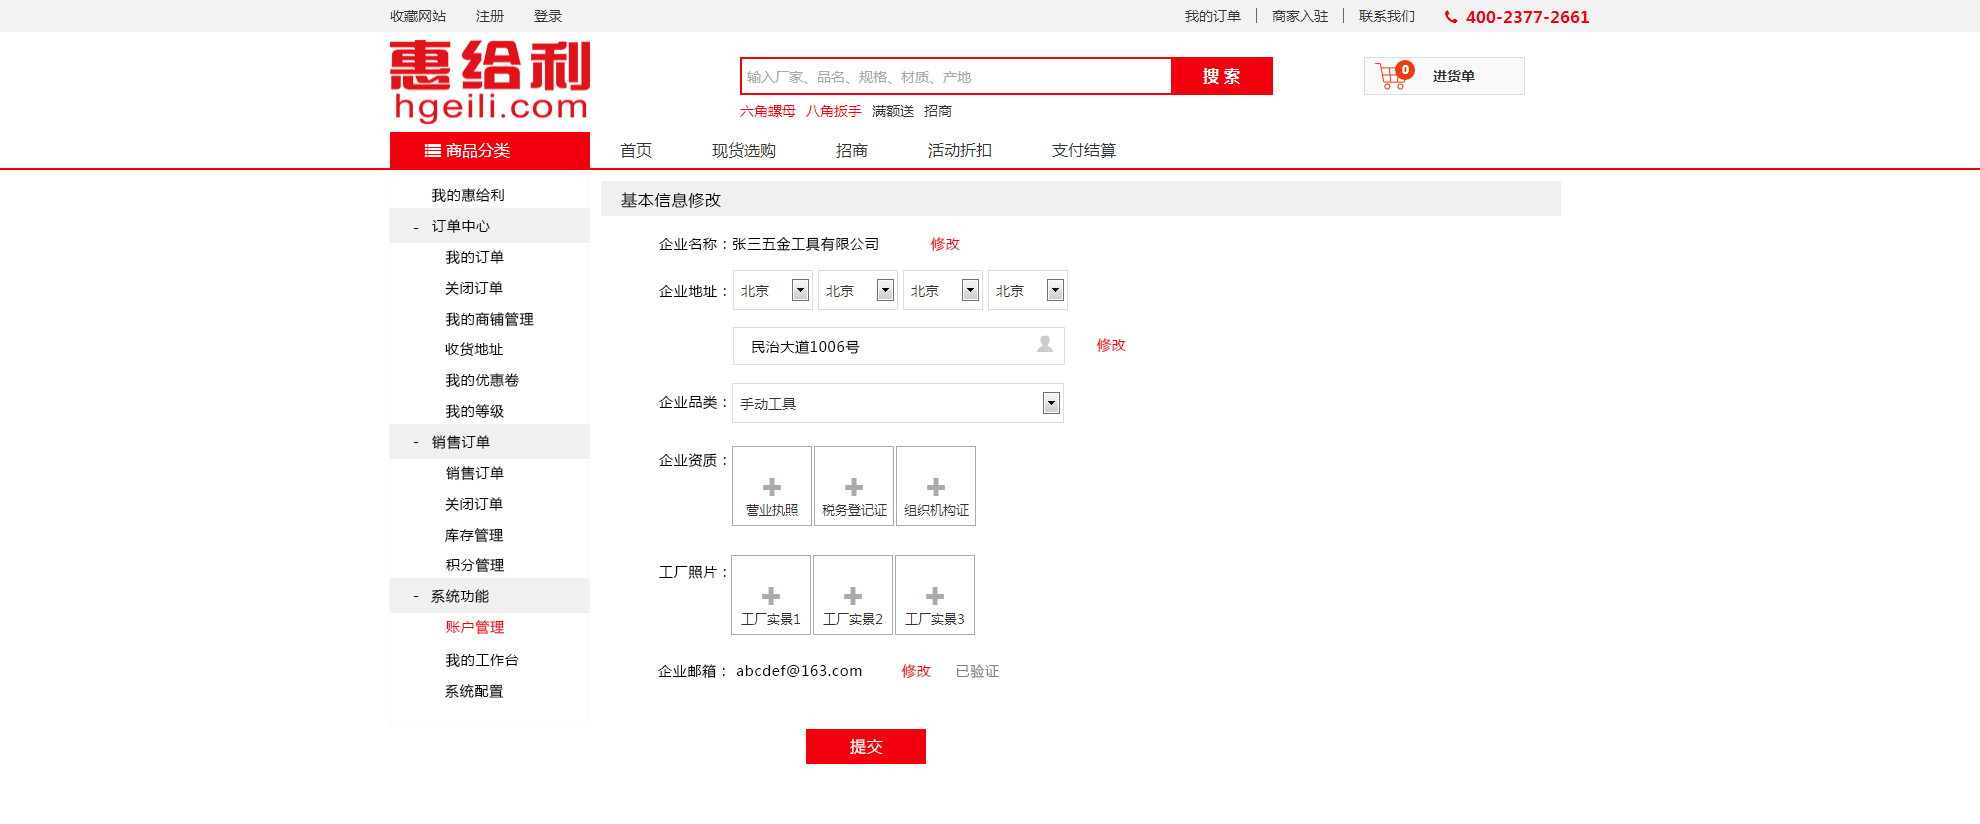 收藏网站 注册 登录 我的订单 商家入驻 联系我们 400-2377-2661
惠给利
hgeili.com
输入厂家、品名、规格、材质、产地 搜 索 0 进货单
六角螺母 八角扳手 满额送 招商
商品分类 首页 现货选购 招商 活动折扣 支付结算
我的惠给利
- 订单中心
我的订单
关闭订单
我的商铺管理
收货地址
我的优惠卷
我的等级
- 销售订单
销售订单
关闭订单
库存管理
积分管理
- 系统功能
账户管理
我的工作台
系统配置
基本信息修改
企业名称：张三五金工具有限公司 修改
企业地址： 北京 北京 北京 北京
民治大道1006号 修改
企业品类： 手动工具
企业资质：
营业执照 税务登记证 组织机构证
工厂照片：
工厂实景1 工厂实景2 工厂实景3
企业邮箱： abcdef@163.com 修改 已验证
提交